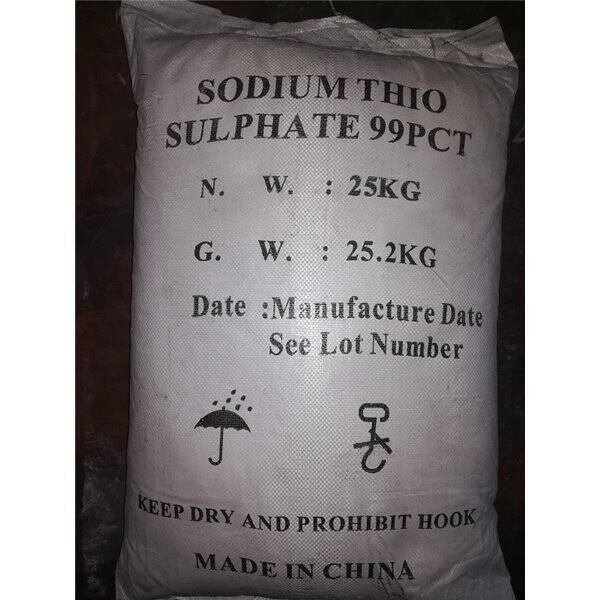 SODIUM THIO
SULPHATE 99PCT
N. W. : 25KG
G. W. : 25.2KG
Date :Manufacture Date
See Lot Number
KEEP DRY AND PROHIBIT HOOK
MADE IN CHINA